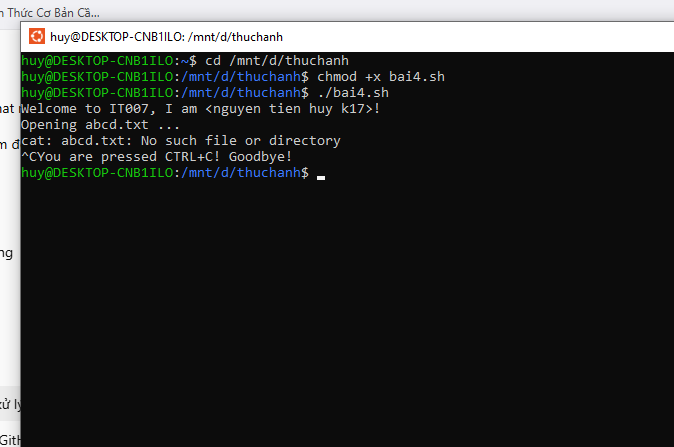 n Thức Cơ Bản Cầ...
huy@DESKTOP-CNB1ILO: /mnt/d/thuchanh
huy@DESKTOP-CNB1ILO:~$ cd /mnt/d/thuchanh
huy@DESKTOP-CNB1ILO:/mnt/d/thuchanh$ chmod +x bai4.sh
huy@DESKTOP-CNB1ILO:/mnt/d/thuchanh$ ./bai4.sh
Welcome to IT007, I am <nguyen tien huy k17>!
Opening abcd.txt ...
cat: abcd.txt: No such file or directory
^CYou are pressed CTRL+C! Goodbye!
huy@DESKTOP-CNB1ILO:/mnt/d/thuchanh$
ng
xử lý
GitH